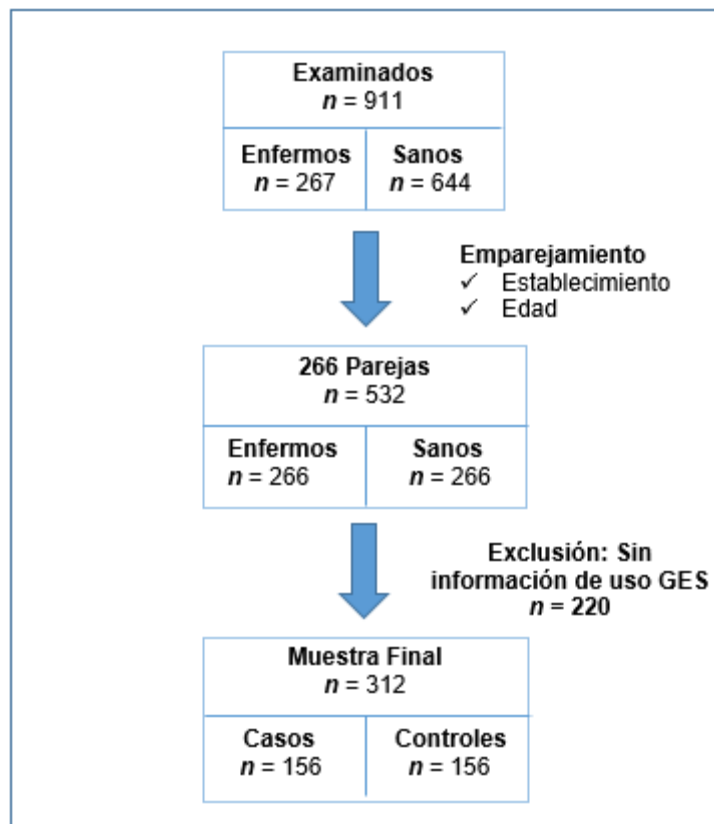 Examinados
n = 911
Enfermos
n = 267
Sanos
n = 644
Emparejamiento
✓ Establecimiento
✓ Edad
266 Parejas
n = 532
Enfermos
n = 266
Sanos
n = 266
Exclusión: Sin
información de uso GES
n = 220
Muestra Final
n = 312
Casos
n = 156
Controles
n = 156